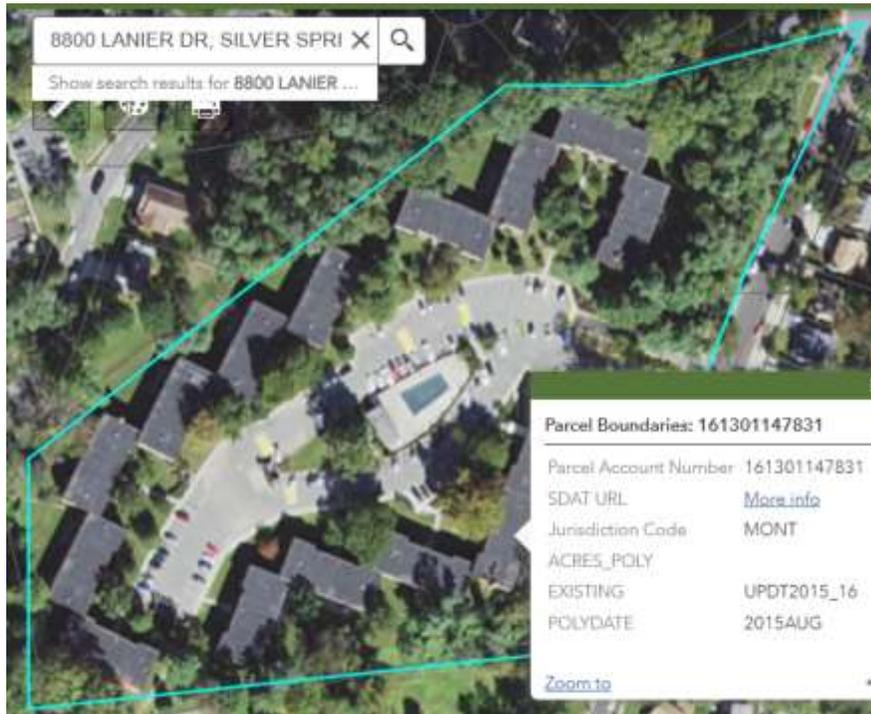 8800 LANIER DR, SILVER SPRI
Show search results for 8800 LANIER ...
Parcel Boundaries: 161301147831
Parcel Account Number 161301147831
SDAT URL More info
Jurisdiction Code MONT
ACRES_POLY
EXISTING UPDT2015_16
POLYDATE 2015AUG
Zoom to